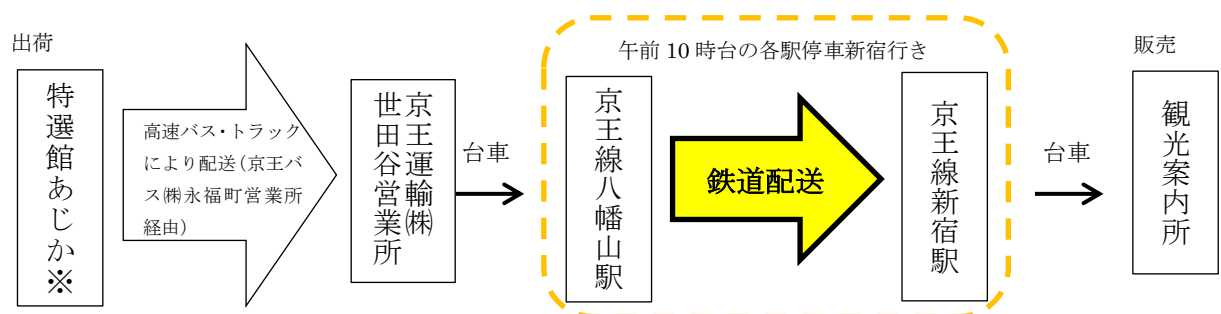 出荷
特選館あじか※
高速バス・トラック
により配送（京王バ
ス㈱永福町営業所
経由）
京王運輸㈱
世田谷営業所
台車
午前 10 時台の各駅停車新宿行き
京王線八幡山駅
鉄道配送
京王線新宿駅
台車
販売
観光案内所